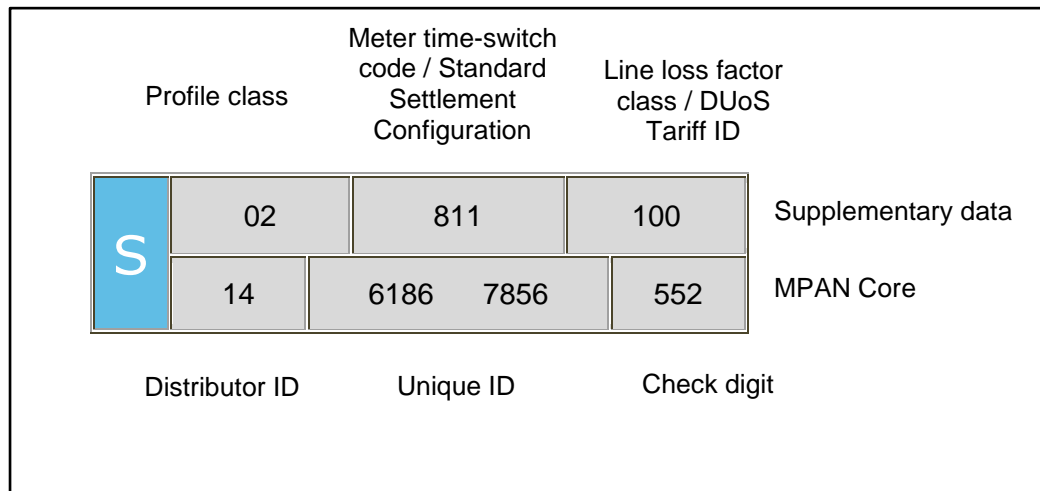 Profile class
Meter time-switch
code / Standard
Settlement
Configuration
Line loss factor
class / DUoS
Tariff ID
S
02 811 100
Supplementary data
14 6186 7856 552
MPAN Core
Distributor ID
Unique ID
Check digit